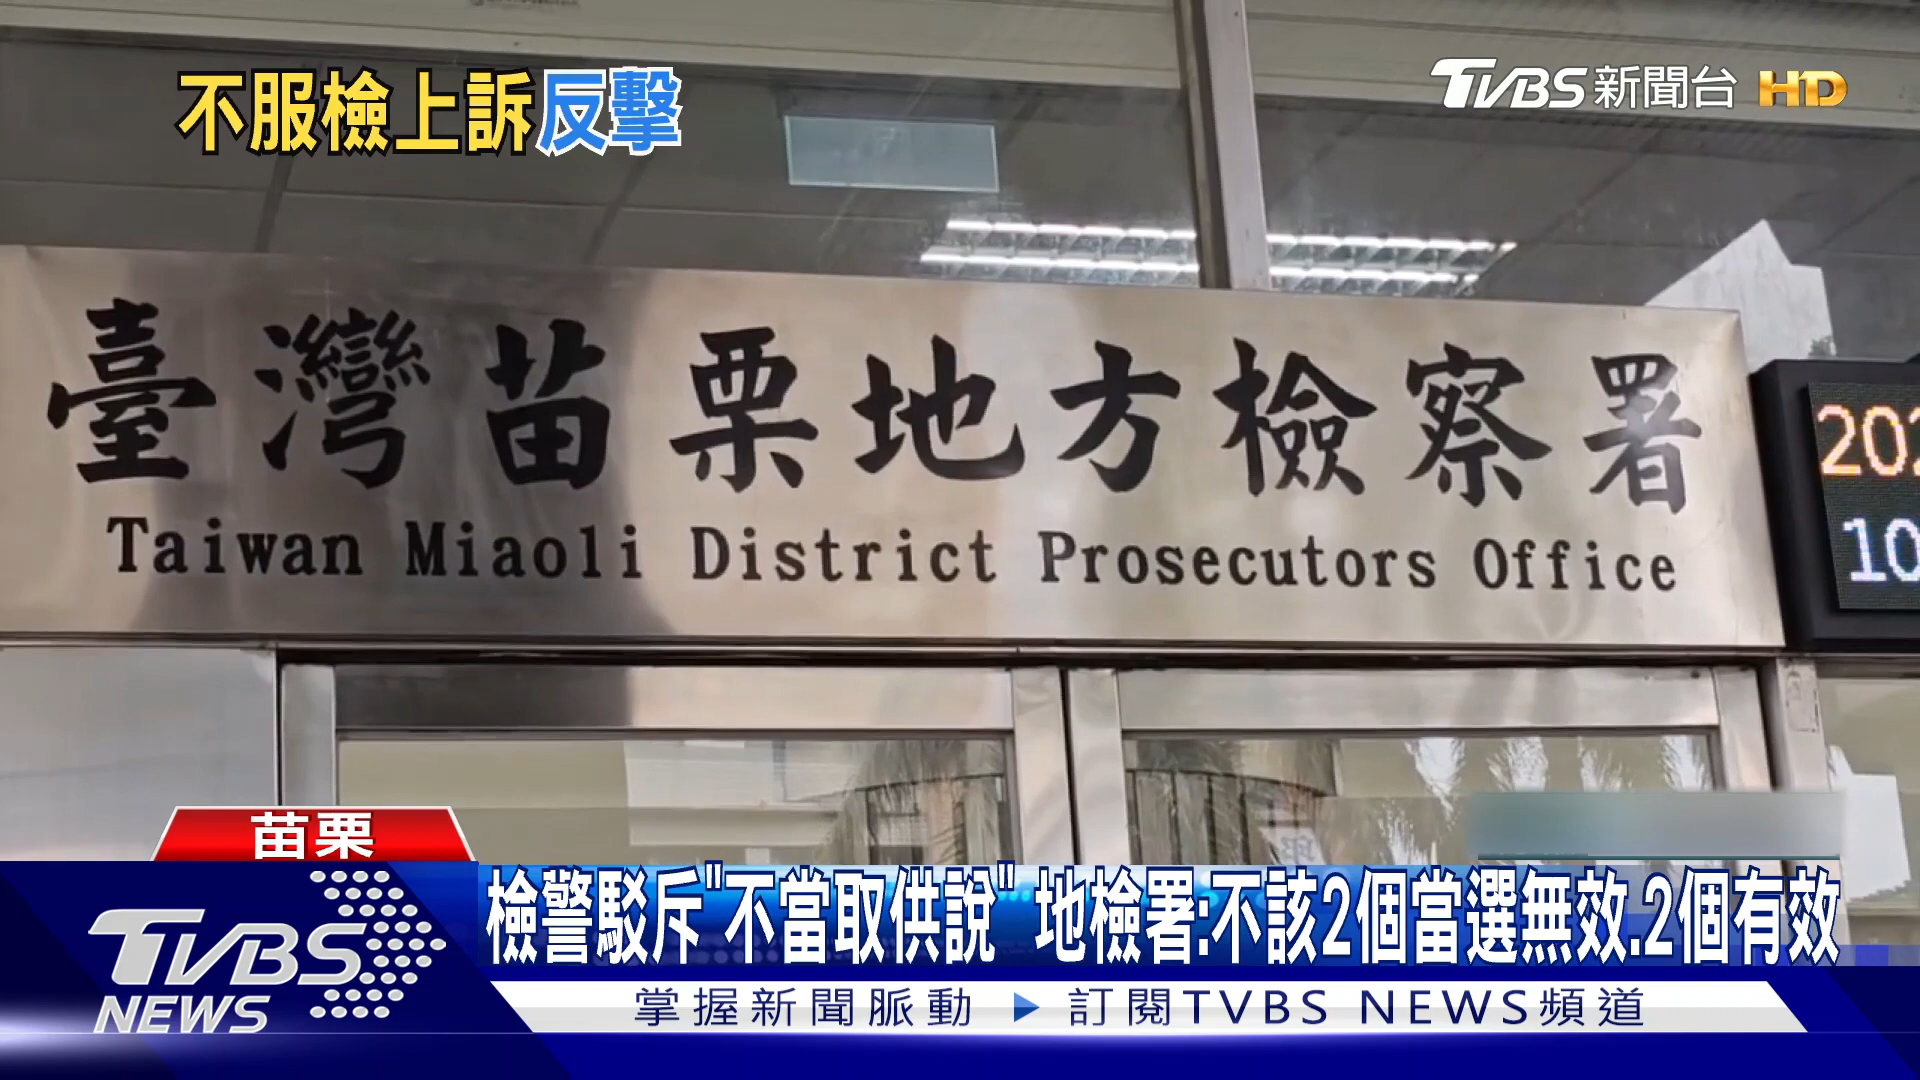 不服檢上訴反擊
TVBS新聞台 HD
臺灣苗栗地方檢察署
Taiwan Miaoli District Prosecutors Office
202
10
苗栗
檢警駁斥"不當取供說" 地檢署:不該2個當選無效.2個有效
TVBS
NEWS
掌握新聞脈動 ▶ 訂閱TVBS NEWS頻道